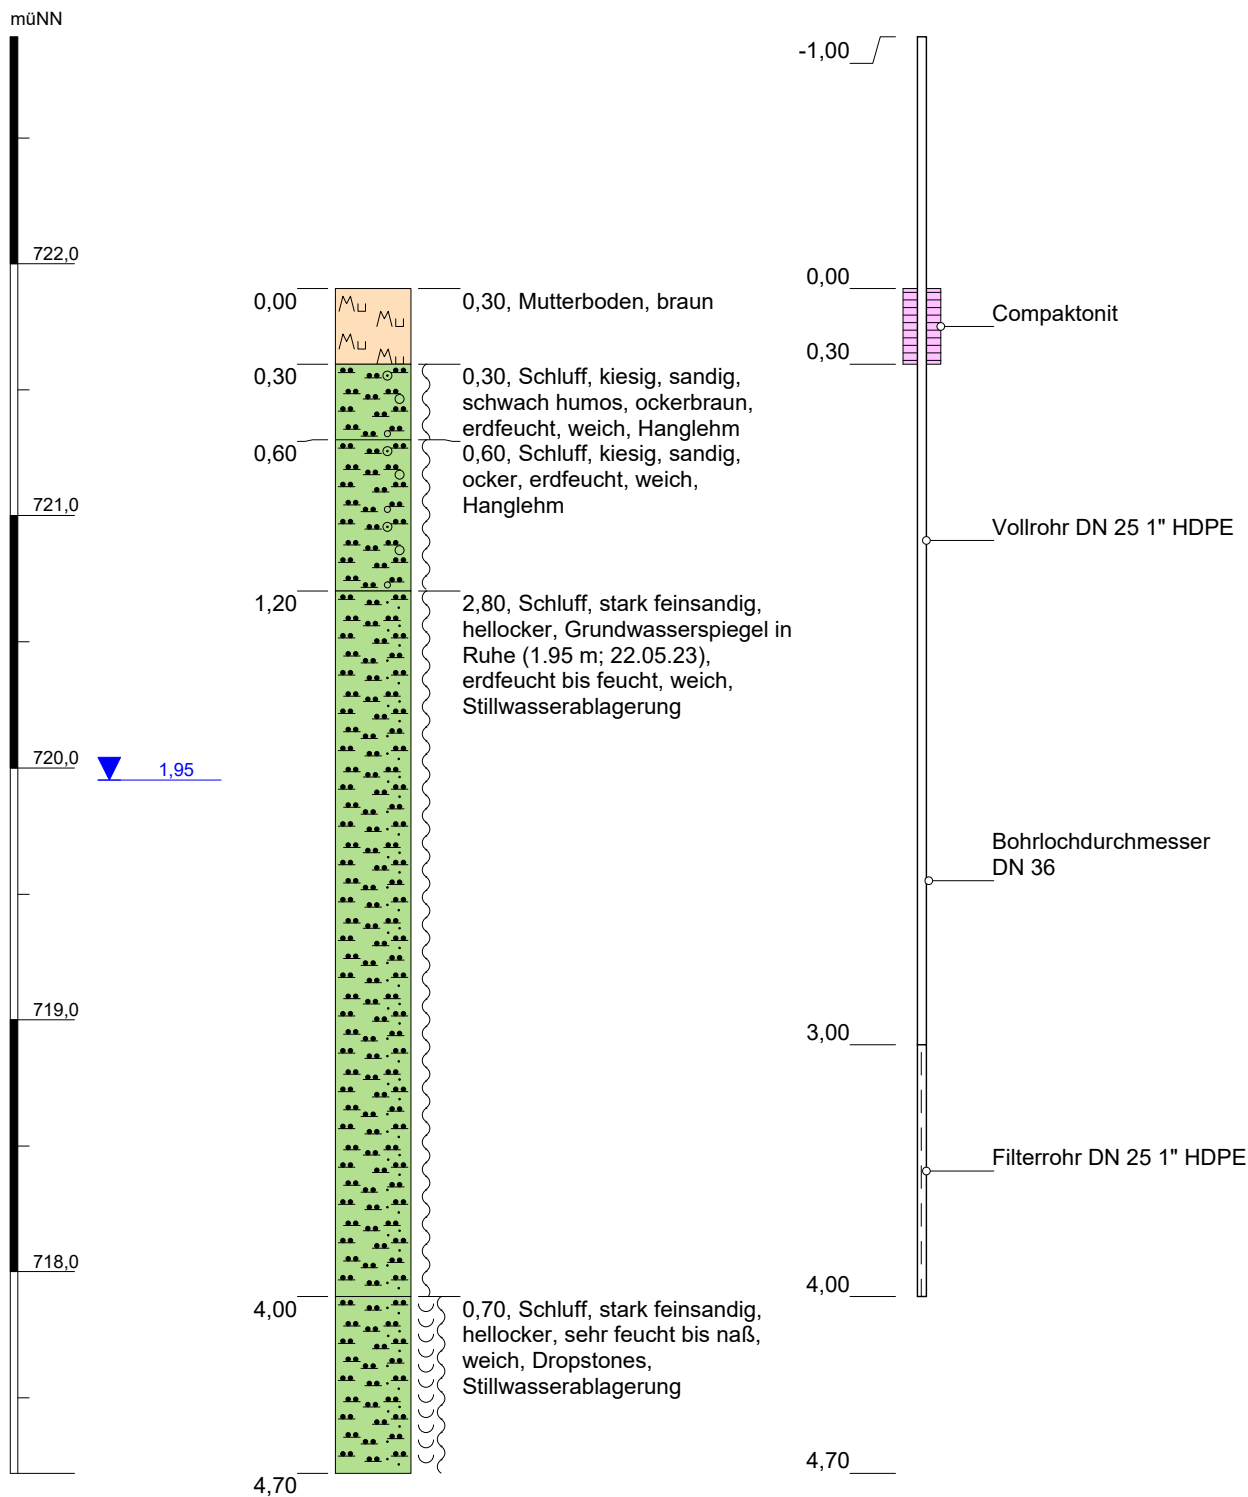 müNN
722,0
721,0
720,0
719,0
718,0
1,95
0,00
0,30
0,60
1,20
4,00
4,70
0,30, Mutterboden, braun
0,30, Schluff, kiesig, sandig,
schwach humos, ockerbraun,
erdfeucht, weich, Hanglehm
0,60, Schluff, kiesig, sandig,
ocker, erdfeucht, weich,
Hanglehm
2,80, Schluff, stark feinsandig,
hellocker, Grundwasserspiegel in
Ruhe (1.95 m; 22.05.23),
erdfeucht bis feucht, weich,
Stillwasserablagerung
0,70, Schluff, stark feinsandig,
hellocker, sehr feucht bis naß,
weich, Dropstones,
Stillwasserablagerung
Mu
Mu
Mu
Mu
-1,00
0,00
0,30
3,00
4,00
4,70
Compaktonit
Vollrohr DN 25 1" HDPE
Bohrlochdurchmesser
DN 36
Filterrohr DN 25 1" HDPE